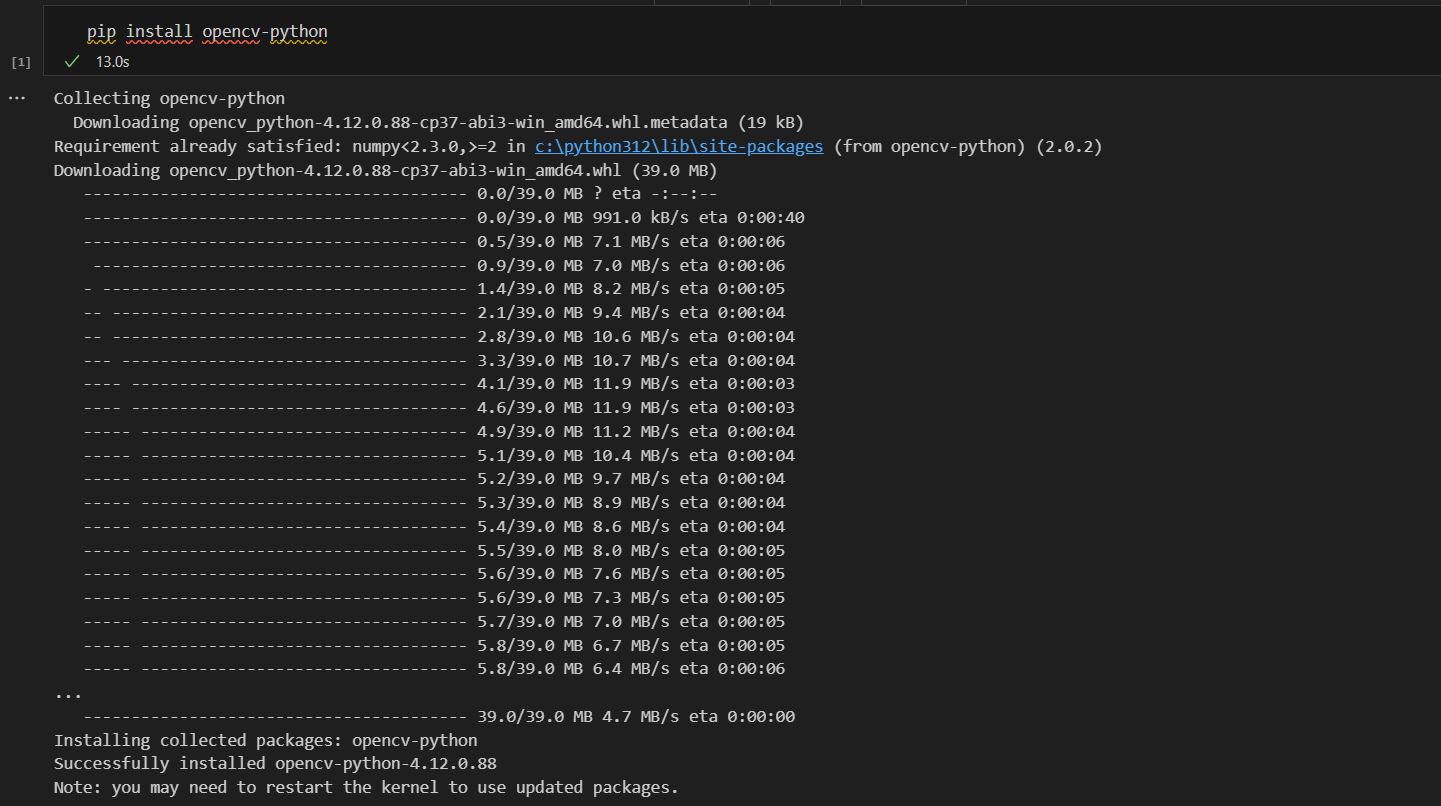 pip install opencv-python
[1]
13.0s
...
Collecting opencv-python
Downloading opencv_python-4.12.0.88-cp37-abi3-win_amd64.whl.metadata (19 kB)
Requirement already satisfied: numpy<2.3.0,>=2 in c:\python312\lib\site-packages (from opencv-python) (2.0.2)
Downloading opencv_python-4.12.0.88-cp37-abi3-win_amd64.whl (39.0 MB)
---------------------------------------- 0.0/39.0 MB ? eta -:--:--
---------------------------------------- 0.0/39.0 MB 991.0 kB/s eta 0:00:40
---------------------------------------- 0.5/39.0 MB 7.1 MB/s eta 0:00:06
--------------------------------------- 0.9/39.0 MB 7.0 MB/s eta 0:00:06
- -------------------------------------- 1.4/39.0 MB 8.2 MB/s eta 0:00:05
-- ------------------------------------- 2.1/39.0 MB 9.4 MB/s eta 0:00:04
-- ------------------------------------- 2.8/39.0 MB 10.6 MB/s eta 0:00:04
--- ------------------------------------ 3.3/39.0 MB 10.7 MB/s eta 0:00:04
---- ----------------------------------- 4.1/39.0 MB 11.9 MB/s eta 0:00:03
---- ----------------------------------- 4.6/39.0 MB 11.9 MB/s eta 0:00:03
----- ---------------------------------- 4.9/39.0 MB 11.2 MB/s eta 0:00:04
----- ---------------------------------- 5.1/39.0 MB 10.4 MB/s eta 0:00:04
----- ---------------------------------- 5.2/39.0 MB 9.7 MB/s eta 0:00:04
----- ---------------------------------- 5.3/39.0 MB 8.9 MB/s eta 0:00:04
----- ---------------------------------- 5.4/39.0 MB 8.6 MB/s eta 0:00:04
----- ---------------------------------- 5.5/39.0 MB 8.0 MB/s eta 0:00:05
----- ---------------------------------- 5.6/39.0 MB 7.6 MB/s eta 0:00:05
----- ---------------------------------- 5.6/39.0 MB 7.3 MB/s eta 0:00:05
----- ---------------------------------- 5.7/39.0 MB 7.0 MB/s eta 0:00:05
----- ---------------------------------- 5.8/39.0 MB 6.7 MB/s eta 0:00:05
----- ---------------------------------- 5.8/39.0 MB 6.4 MB/s eta 0:00:06
...
---------------------------------------- 39.0/39.0 MB 4.7 MB/s eta 0:00:00
Installing collected packages: opencv-python
Successfully installed opencv-python-4.12.0.88
Note: you may need to restart the kernel to use updated packages.